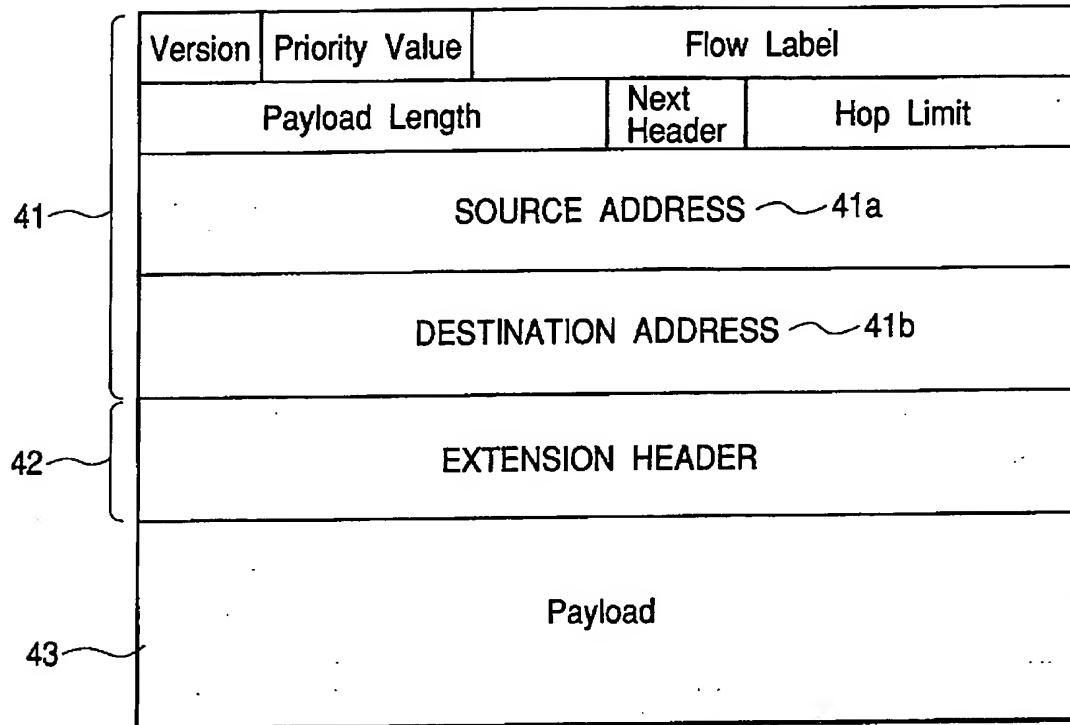 Version Priority Value Flow Label
Payload Length Next Header Hop Limit
41
SOURCE ADDRESS 41a
DESTINATION ADDRESS 41b
42
EXTENSION HEADER
Payload
43